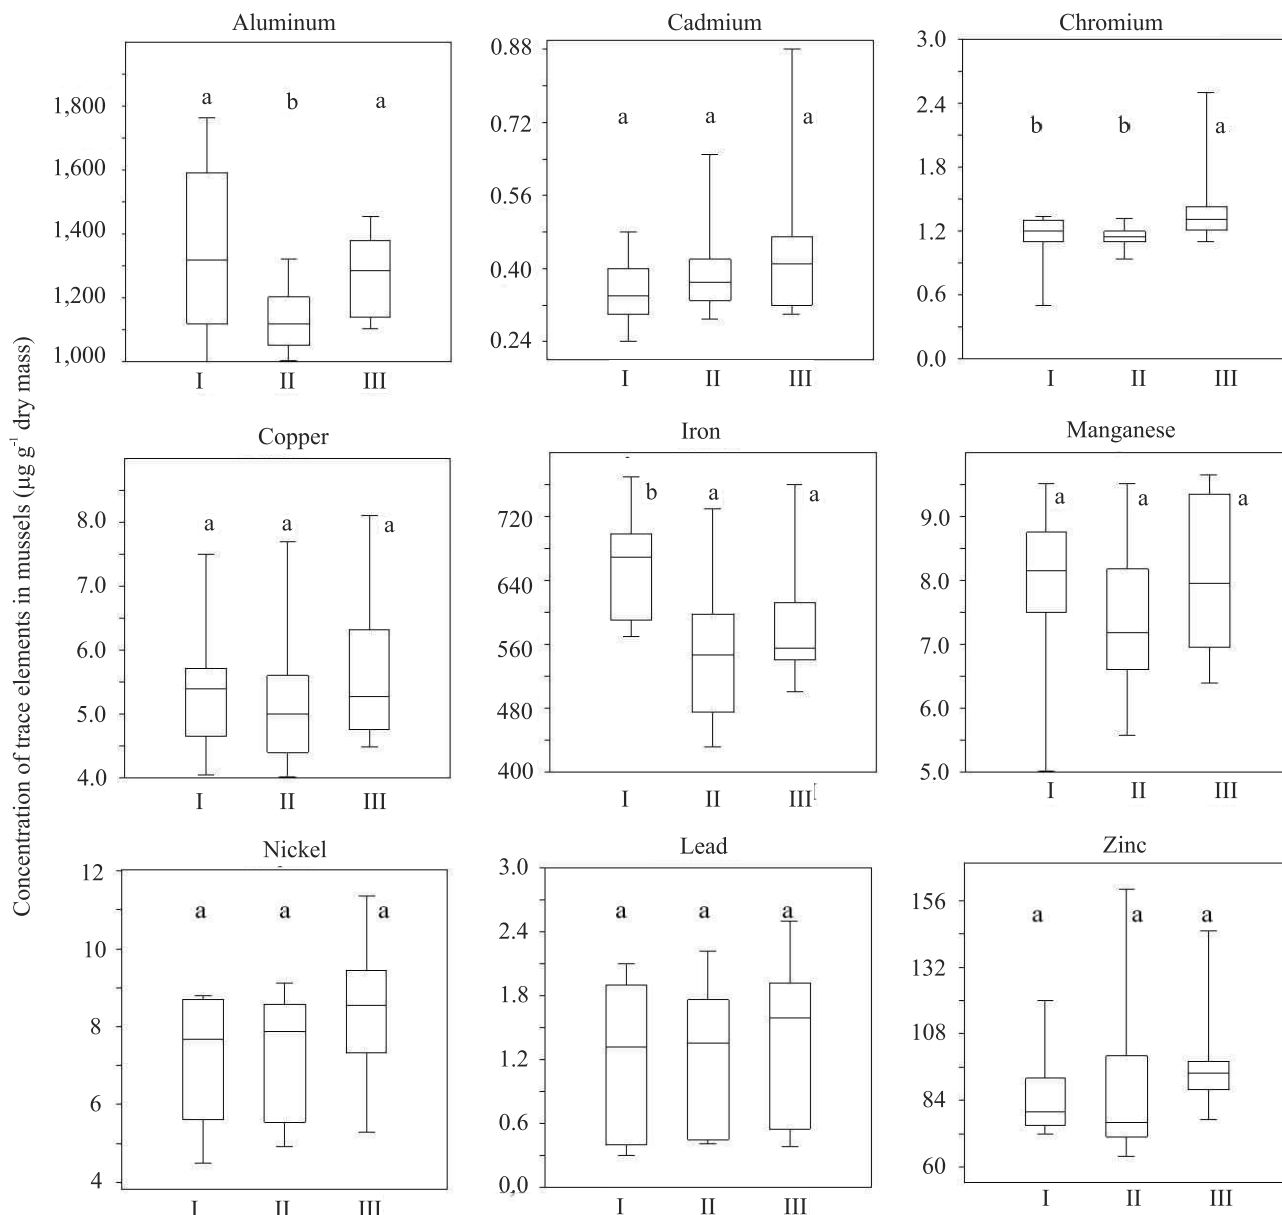 Concentration of trace elements in mussels (µg g⁻¹ dry mass)
Aluminum
1,800
1,600
1,400
1,200
1,000
a
b
a
I
II
III
Cadmium
0.88
0.72
0.56
0.40
0.24
a
a
a
I
II
III
Chromium
3.0
2.4
1.8
1.2
0.6
0.0
b
b
a
I
II
III
Copper
8.0
7.0
6.0
5.0
4.0
a
a
a
I
II
III
Iron
720
640
560
480
400
b
a
a
I
II
III
Manganese
9.0
8.0
7.0
6.0
5.0
a
a
a
I
II
III
Nickel
12
10
8
6
4
a
a
a
I
II
III
Lead
3.0
2.4
1.8
1.2
0.6
0.0
a
a
a
I
II
III
Zinc
156
132
108
84
60
a
a
a
I
II
III